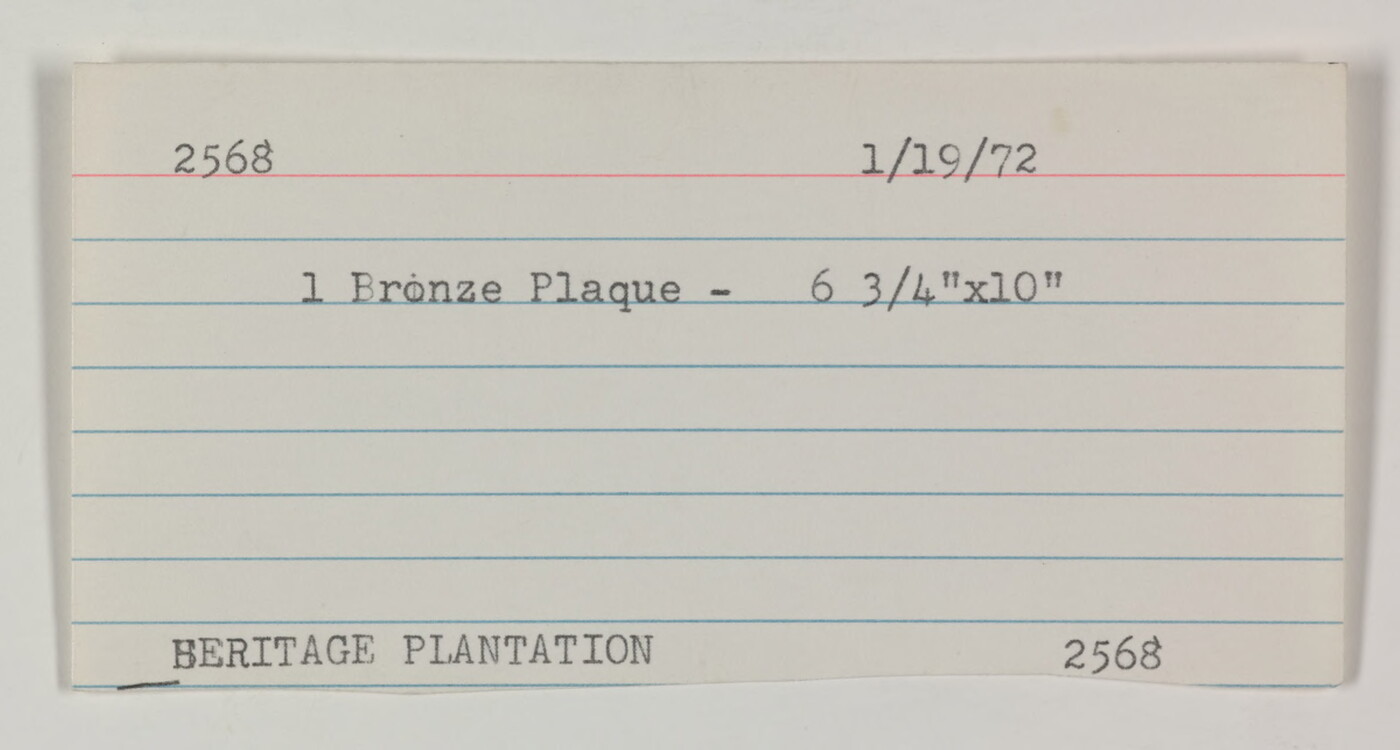 2568 1/19/72
1 Bronze Plaque - 6 3/4"x10"
HERITAGE PLANTATION 2568